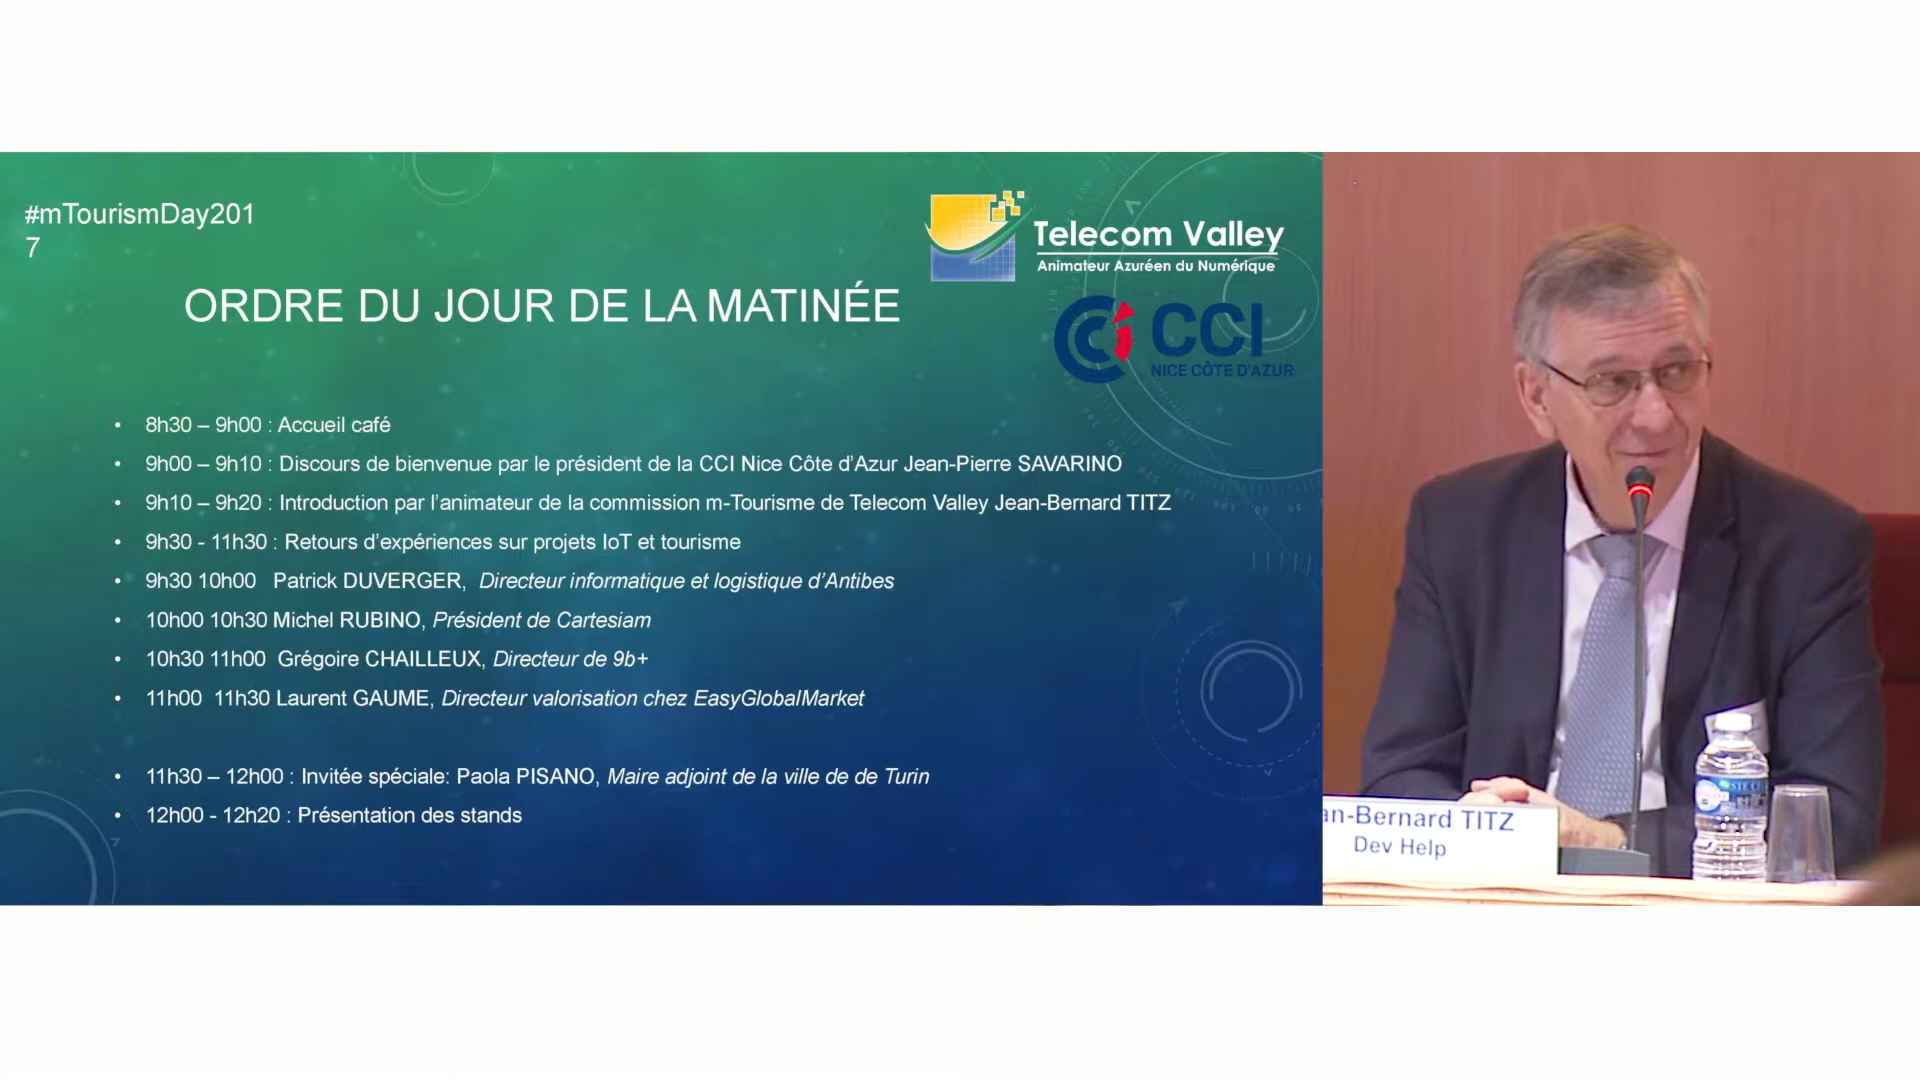 #mTourismDay201
7
Telecom Valley
Animateur Azuréen du Numérique
ORDRE DU JOUR DE LA MATINÉE
CCI
NICE CÔTE D'AZUR
• 8h30 – 9h00 : Accueil café
• 9h00 – 9h10 : Discours de bienvenue par le président de la CCI Nice Côte d’Azur Jean-Pierre SAVARINO
• 9h10 – 9h20 : Introduction par l’animateur de la commission m-Tourisme de Telecom Valley Jean-Bernard TITZ
• 9h30 - 11h30 : Retours d’expériences sur projets IoT et tourisme
• 9h30 10h00 Patrick DUVERGER, Directeur informatique et logistique d’Antibes
• 10h00 10h30 Michel RUBINO, Président de Cartesiam
• 10h30 11h00 Grégoire CHAILLEUX, Directeur de 9b+
• 11h00 11h30 Laurent GAUME, Directeur valorisation chez EasyGlobalMarket
• 11h30 – 12h00 : Invitée spéciale: Paola PISANO, Maire adjoint de la ville de de Turin
• 12h00 - 12h20 : Présentation des stands
an-Bernard TITZ
Dev Help